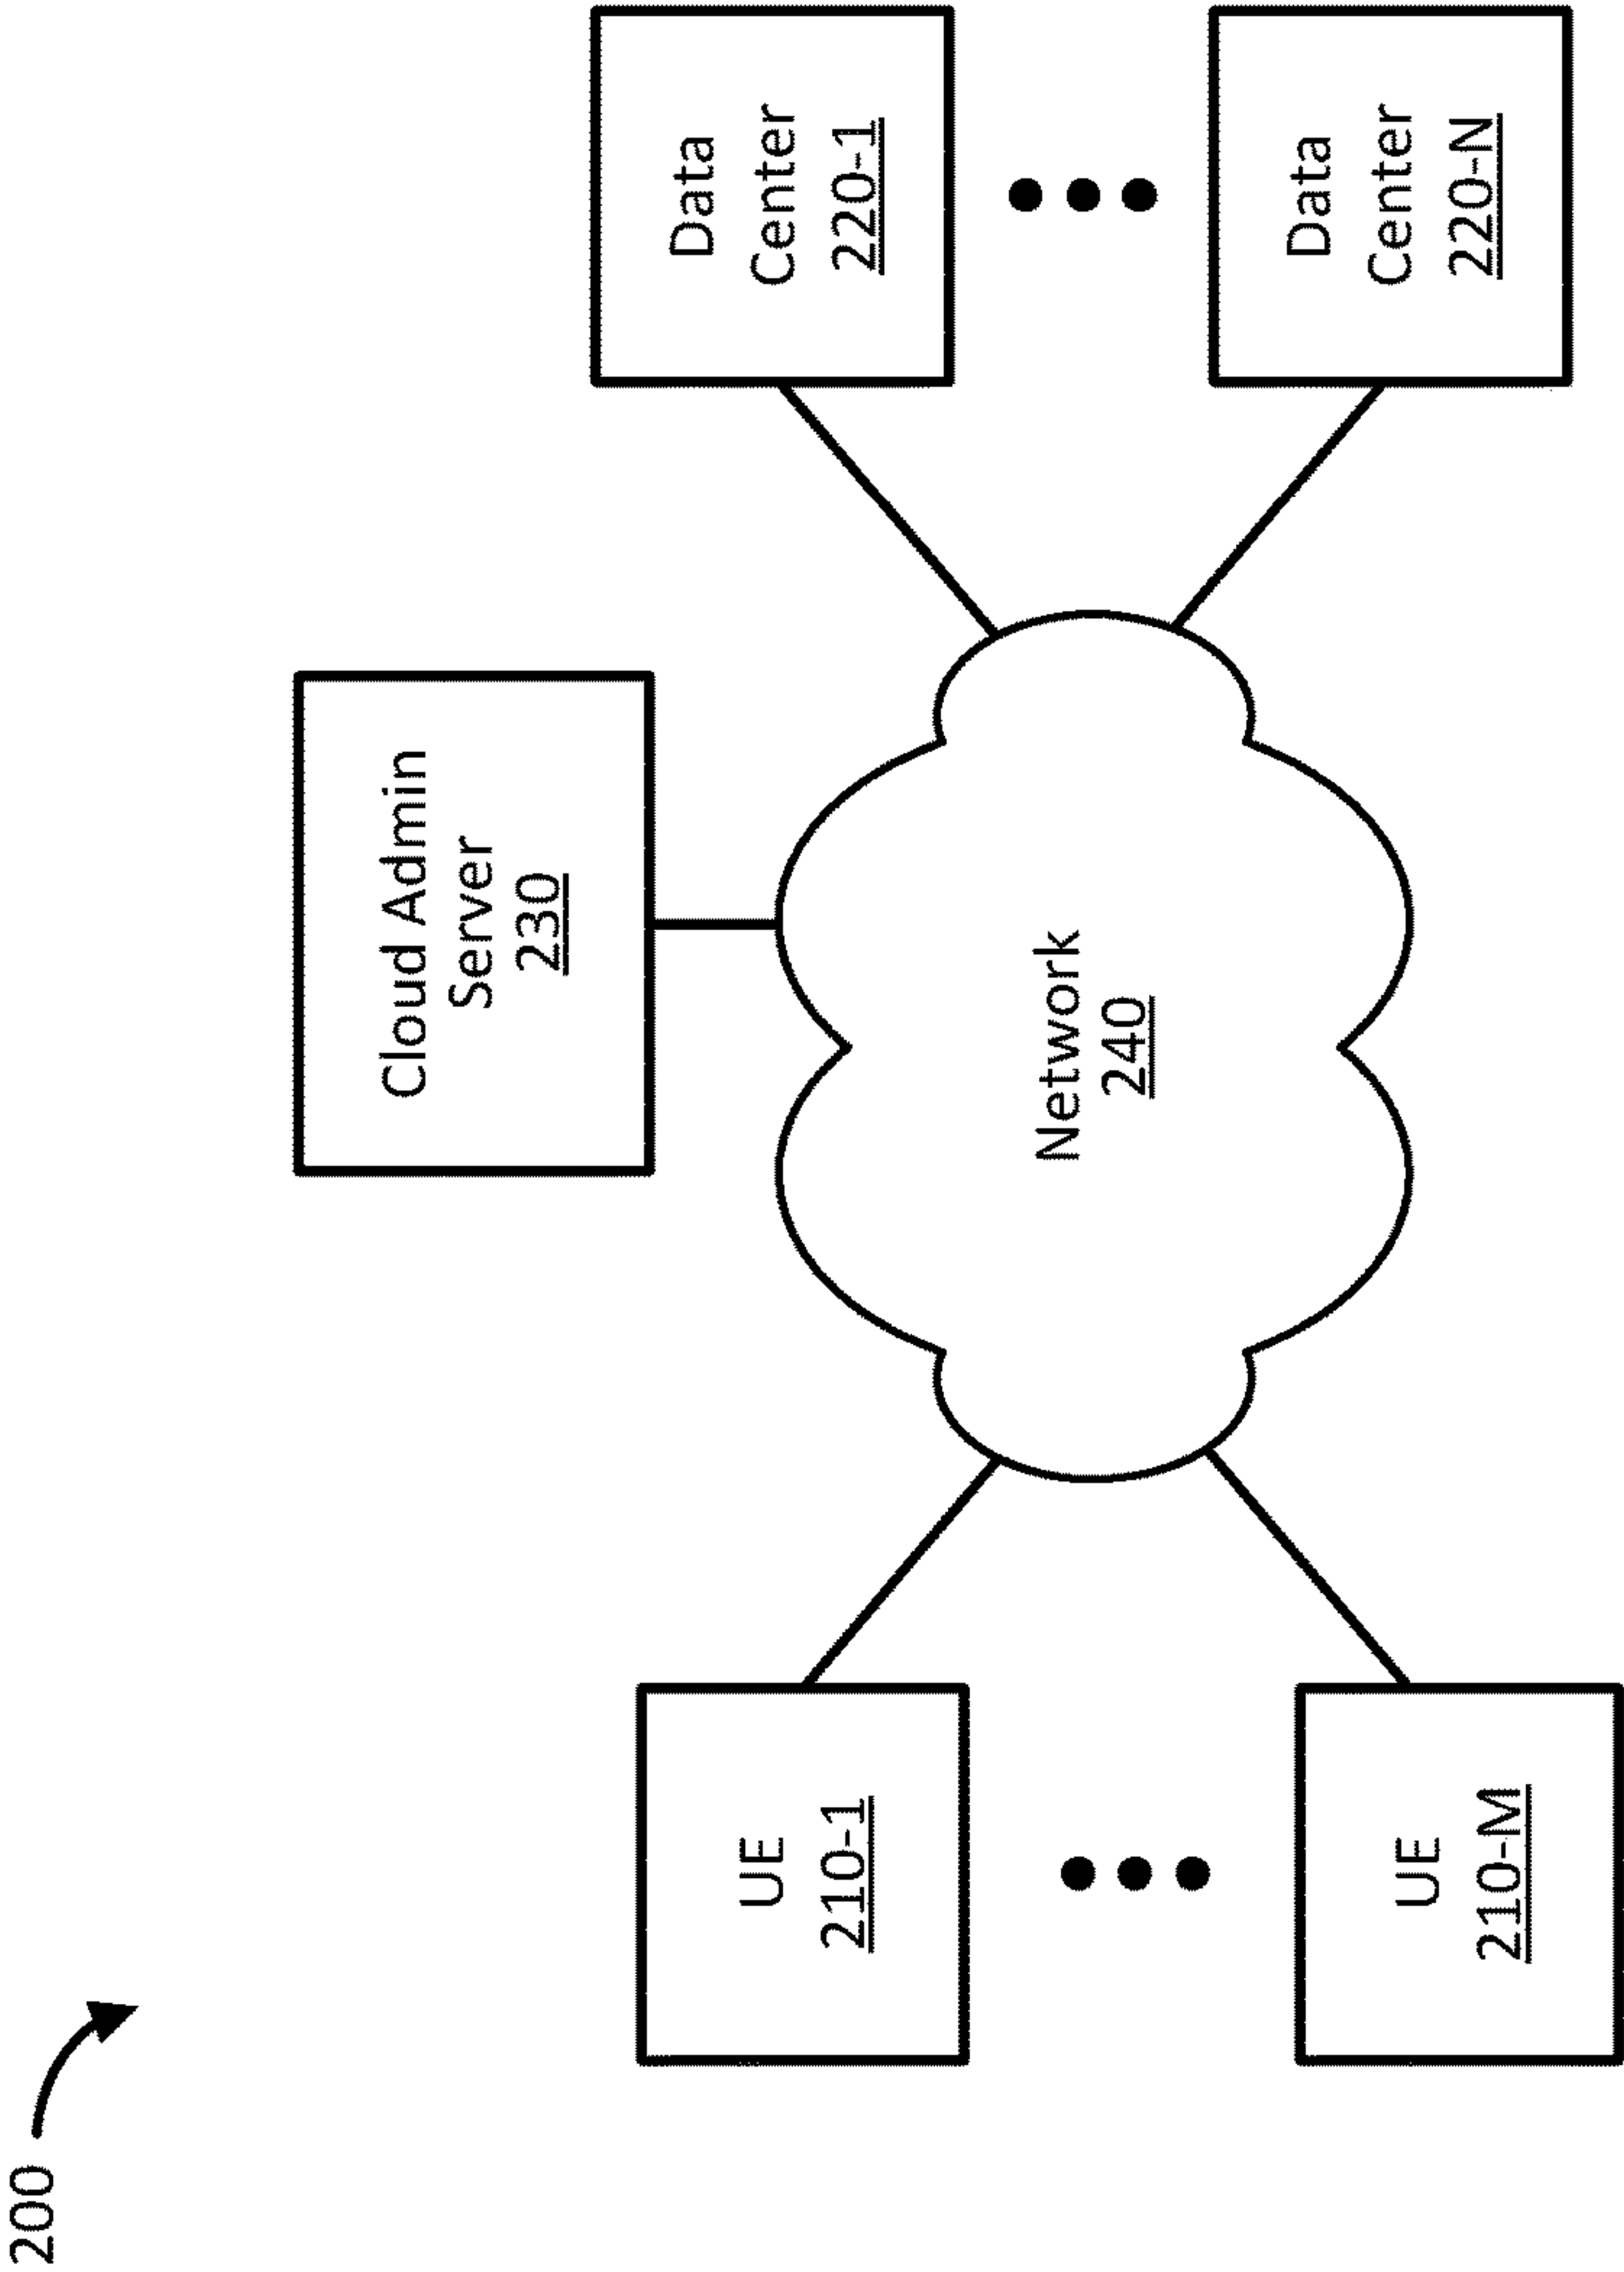 200
Cloud Admin
Server
230
UE
210-1
UE
210-M
Network
240
Data
Center
220-1
Data
Center
220-N